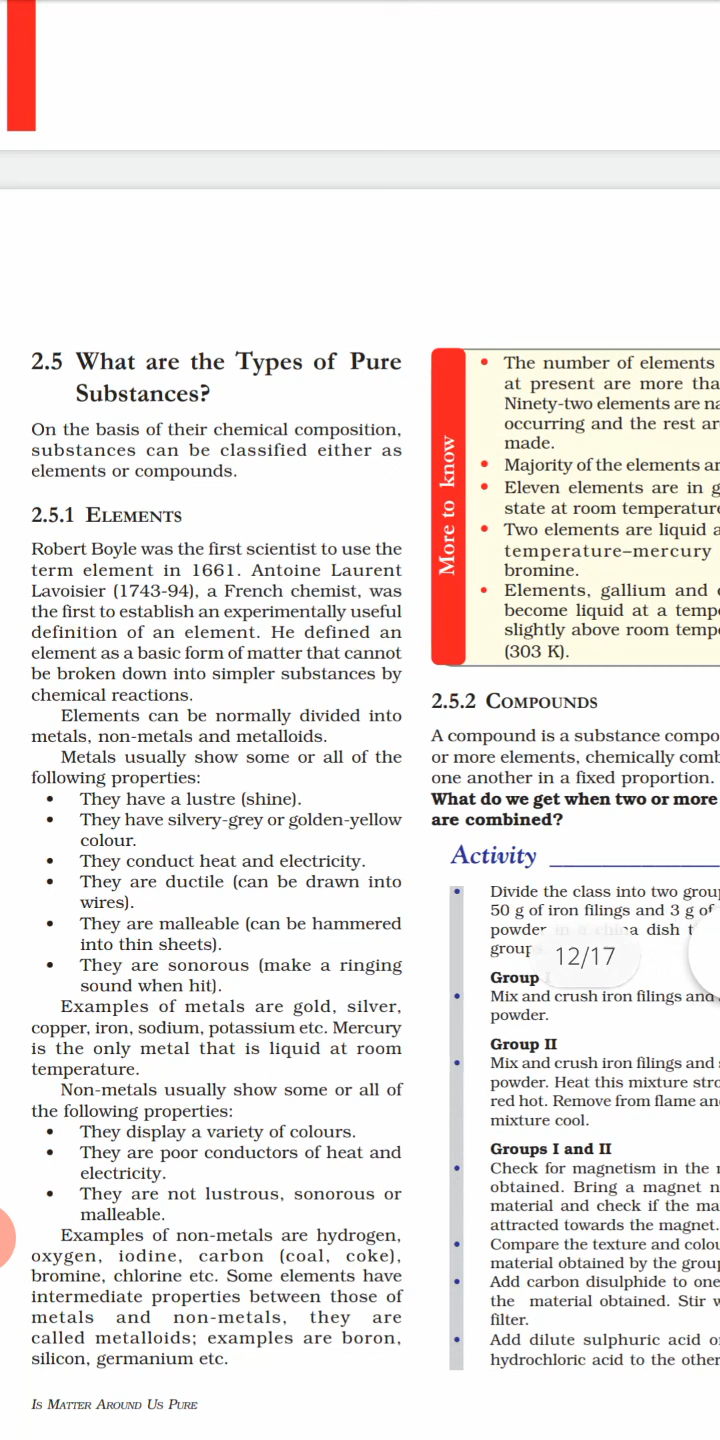 2.5 What are the Types of Pure
Substances?
On the basis of their chemical composition,
substances can be classified either as
elements or compounds.
2.5.1 ELEMENTS
Robert Boyle was the first scientist to use the
term element in 1661. Antoine Laurent
Lavoisier (1743-94), a French chemist, was
the first to establish an experimentally useful
definition of an element. He defined an
element as a basic form of matter that cannot
be broken down into simpler substances by
chemical reactions.
Elements can be normally divided into
metals, non-metals and metalloids.
Metals usually show some or all of the
following properties:
• They have a lustre (shine).
• They have silvery-grey or golden-yellow
colour.
• They conduct heat and electricity.
• They are ductile (can be drawn into
wires).
• They are malleable (can be hammered
into thin sheets).
• They are sonorous (make a ringing
sound when hit).
Examples of metals are gold, silver,
copper, iron, sodium, potassium etc. Mercury
is the only metal that is liquid at room
temperature.
Non-metals usually show some or all of
the following properties:
• They display a variety of colours.
• They are poor conductors of heat and
electricity.
• They are not lustrous, sonorous or
malleable.
Examples of non-metals are hydrogen,
oxygen, iodine, carbon (coal, coke),
bromine, chlorine etc. Some elements have
intermediate properties between those of
metals and non-metals, they are
called metalloids; examples are boron,
silicon, germanium etc.
IS MATTER AROUND US PURE
More to know
• The number of elements
at present are more
Ninety-two elements are
occurring and the rest
made.
• Majority of the elements
• Eleven elements are in
state at room temperature
• Two elements are liquid
temperature–mercury
bromine.
• Elements, gallium and
become liquid at a
slightly above room
(303 K).
2.5.2 COMPOUNDS
A compound is a substance
or more elements, chemically
one another in a fixed proportion.
What do we get when two or more
are combined?
Activity
• Divide the class into two
50 g of iron filings and 3 g of
powder in a china dish
12/17
Group I
• Mix and crush iron filings and
powder.
Group II
• Mix and crush iron filings and
powder. Heat this mixture
red hot. Remove from flame
mixture cool.
Groups I and II
• Check for magnetism in the
obtained. Bring a magnet
material and check if the
attracted towards the magnet.
• Compare the texture and
material obtained by the
• Add carbon disulphide to one
the material obtained. Stir
filter.
• Add dilute sulphuric acid
hydrochloric acid to the other